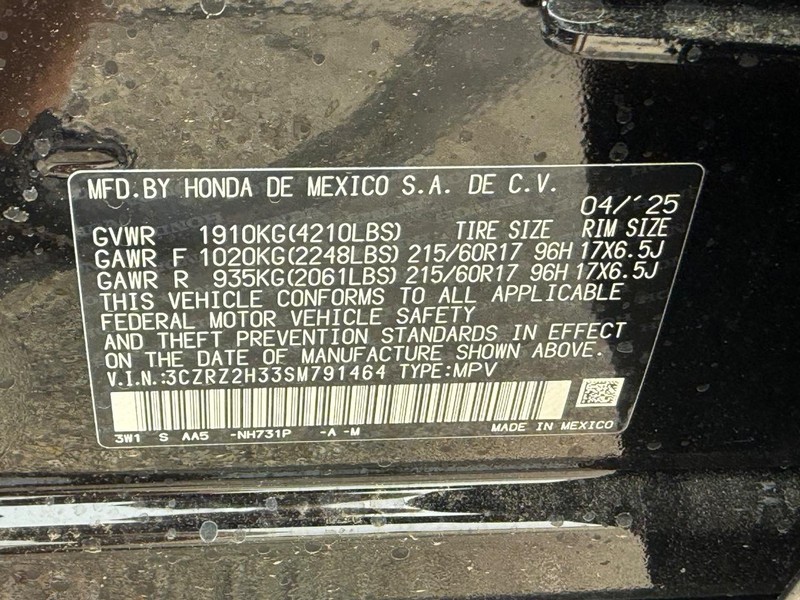 MFD.BY HONDA DE MEXICO S.A. DE C.V.
04/´25
GVWR 1910KG(4210LBS) TIRE SIZE RIM SIZE
GAWR F 1020KG(2248LBS) 215/60R17 96H 17X6.5J
GAWR R 935KG(2061LBS) 215/60R17 96H 17X6.5J
THIS VEHICLE CONFORMS TO ALL APPLICABLE
FEDERAL MOTOR VEHICLE SAFETY
AND THEFT PREVENTION STANDARDS IN EFFECT
ON THE DATE OF MANUFACTURE SHOWN ABOVE.
V.I.N.:3CZRZ2H33SM791464 TYPE:MPV
3W1 S AA5 -NH731P -A -M MADE IN MEXICO